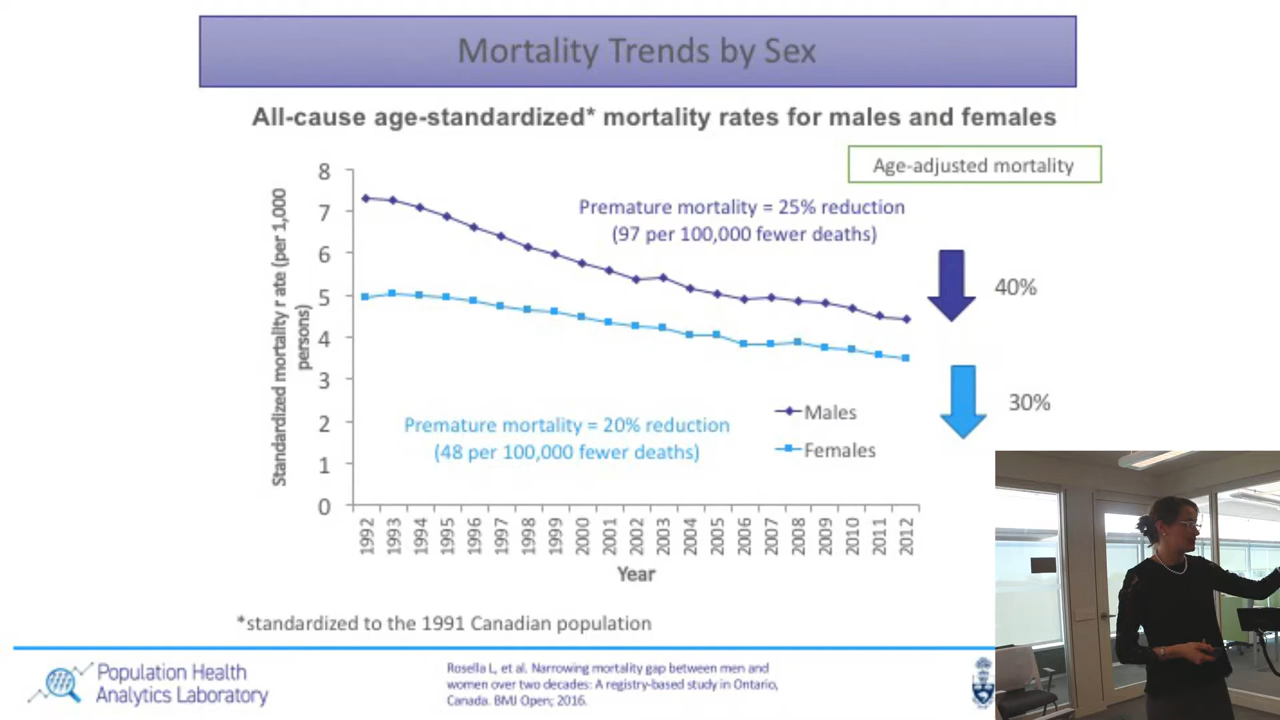 Mortality Trends by Sex
All-cause age-standardized* mortality rates for males and females
Age-adjusted mortality
Premature mortality = 25% reduction
(97 per 100,000 fewer deaths)
40%
30%
Premature mortality = 20% reduction
(48 per 100,000 fewer deaths)
Males
Females
Standardized mortality r ate (per 1,000
persons)
8
7
6
5
4
3
2
1
0
1992
1993
1994
1995
1996
1997
1998
1999
2000
2001
2002
2003
2004
2005
2006
2007
2008
2009
2010
2011
2012
Year
*standardized to the 1991 Canadian population
Population Health
Analytics Laboratory
Rosella L, et al. Narrowing mortality gap between men and
women over two decades: A registry-based study in Ontario,
Canada. BMJ Open; 2016.